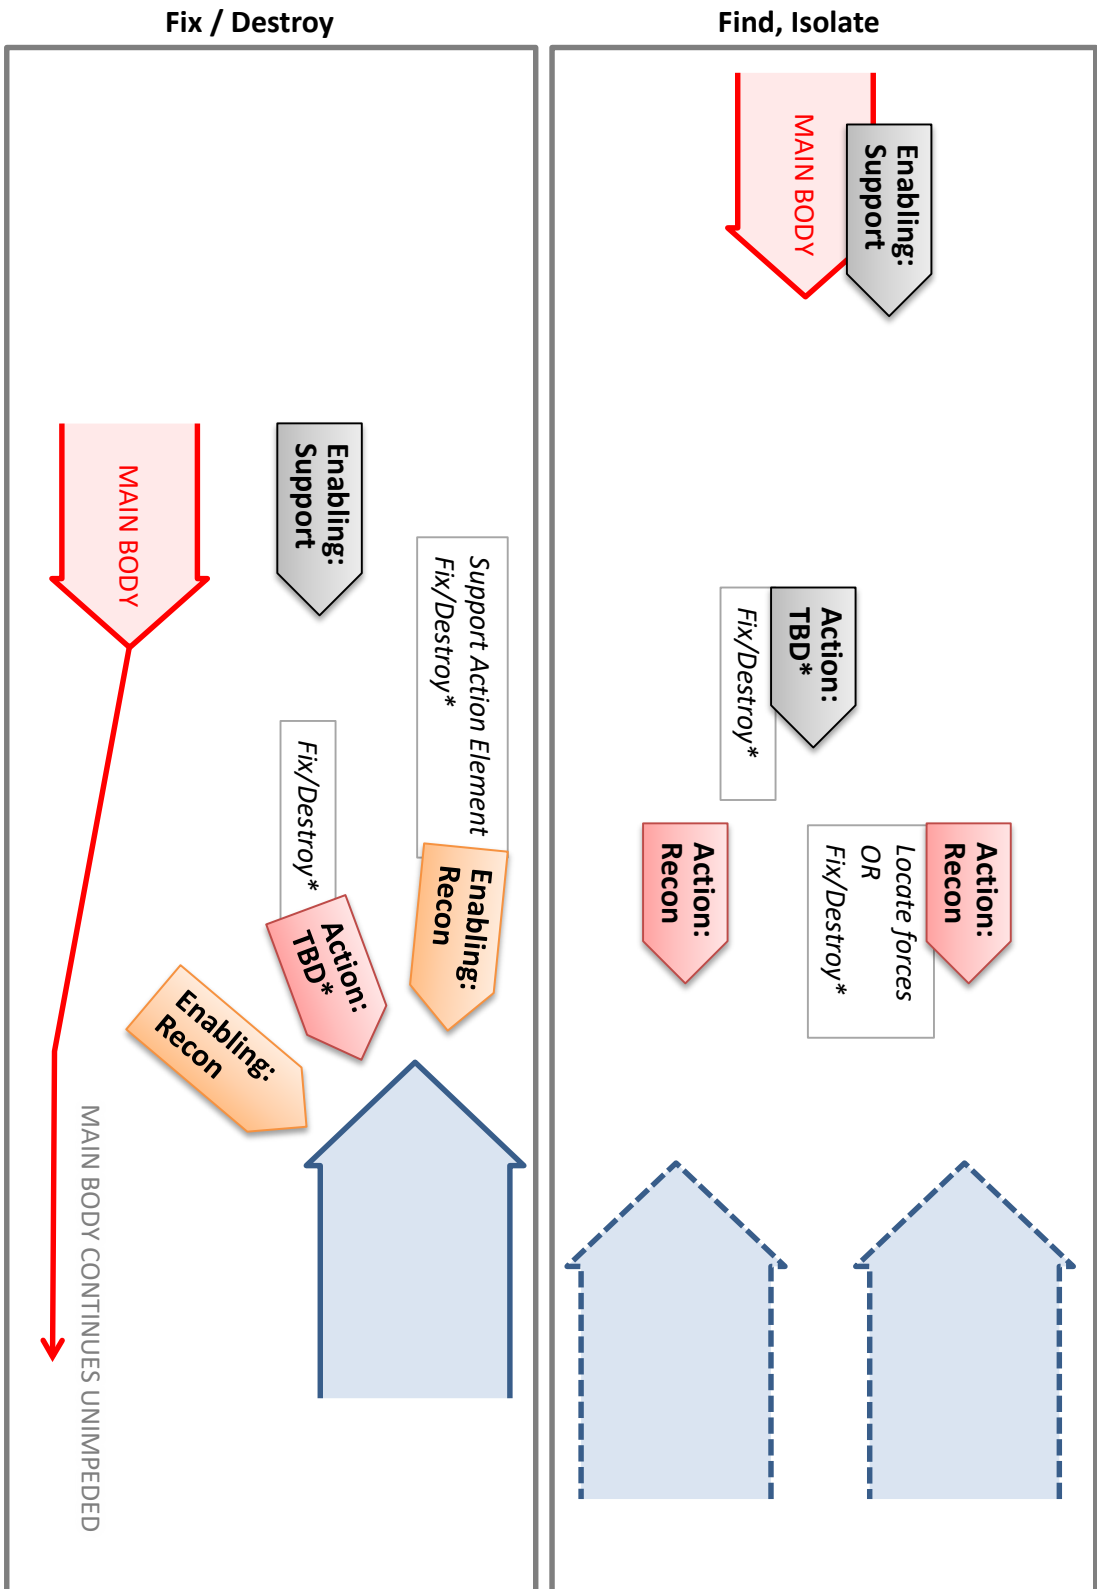 Fix / Destroy
MAIN BODY
Enabling:
Support
Support Action Element
Fix/Destroy*
Fix/Destroy*
Enabling:
Recon
Action:
TBD*
Enabling:
Recon
MAIN BODY CONTINUES UNIMPEDED
Find, Isolate
MAIN BODY
Enabling:
Support
Action:
TBD*
Fix/Destroy*
Action:
Recon
Locate forces
OR
Fix/Destroy*
Action:
Recon